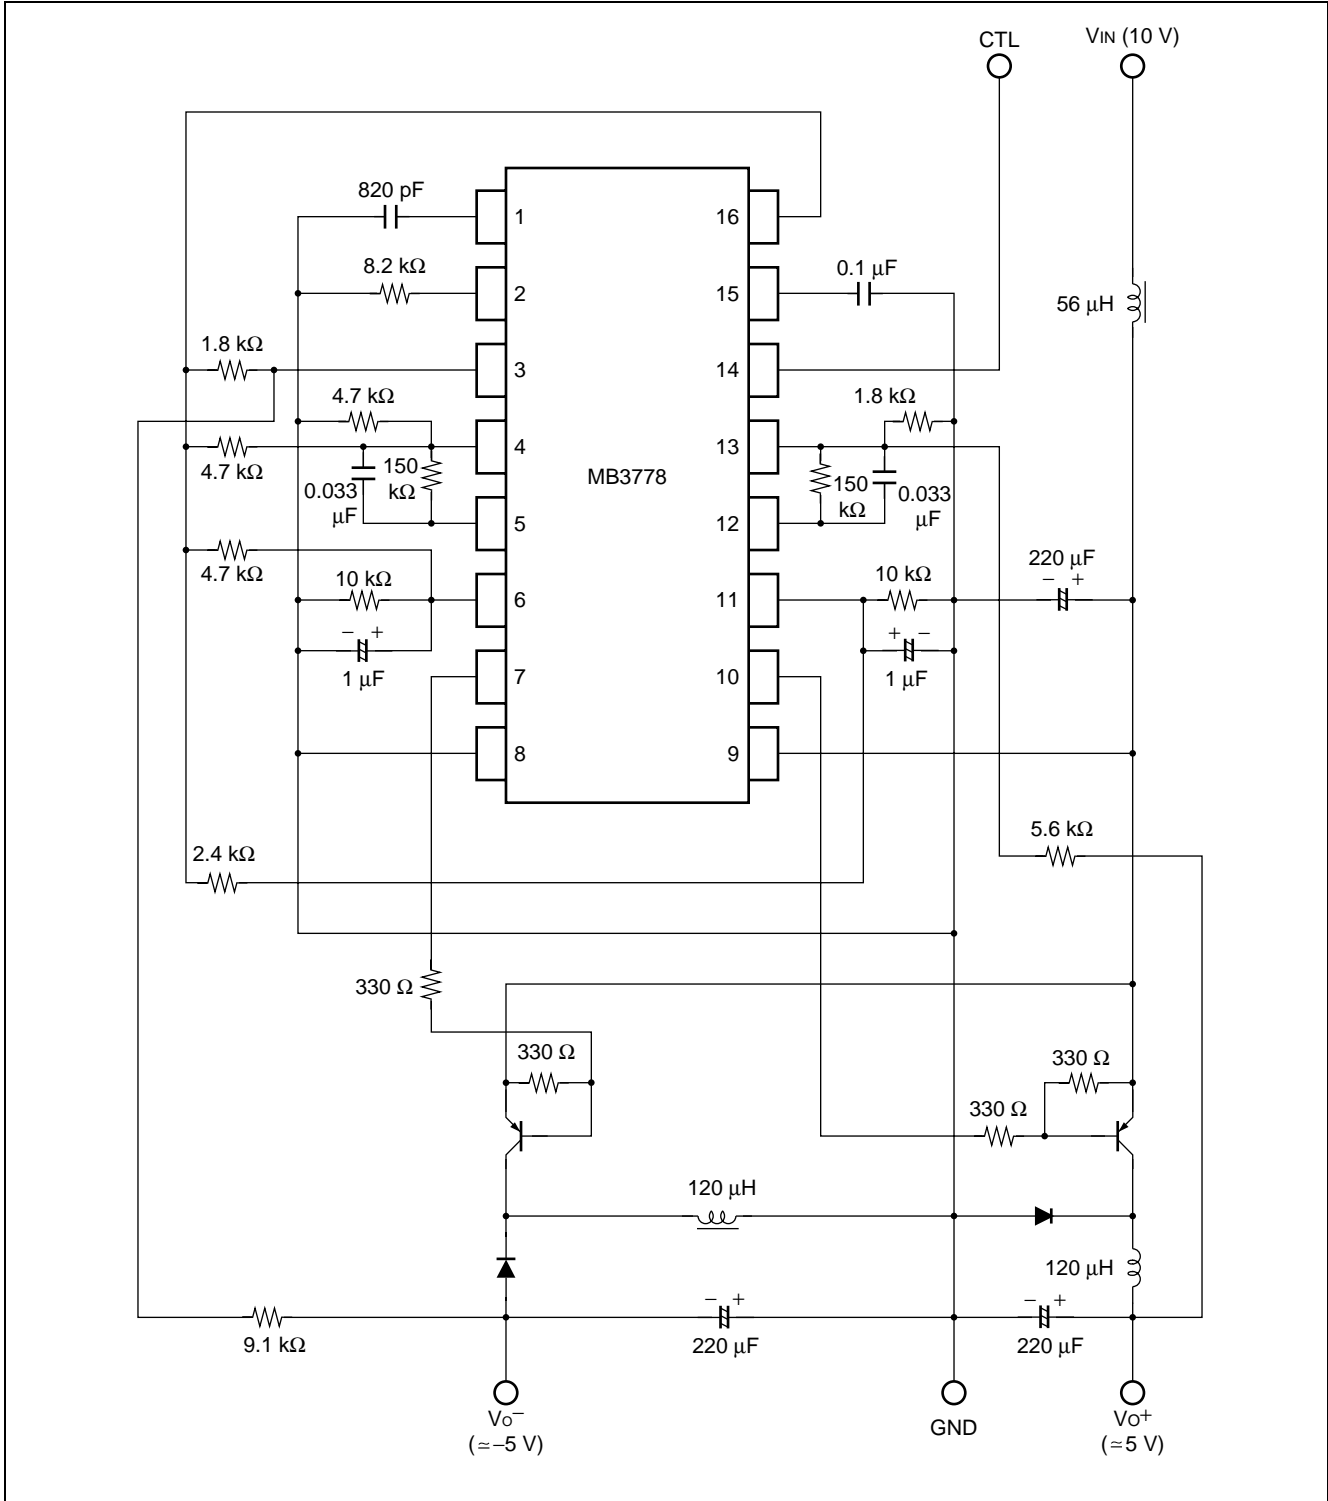 CTL
VIN (10 V)
820 pF
1
16
8.2 kΩ
2
15
0.1 µF
56 µH
1.8 kΩ
3
14
4.7 kΩ
1.8 kΩ
4
13
4.7 kΩ
150
kΩ
0.033
µF
MB3778
150
kΩ
0.033
µF
5
12
4.7 kΩ
220 µF
− +
10 kΩ
6
11
10 kΩ
− +
1 µF
+ −
1 µF
7
10
8
9
5.6 kΩ
2.4 kΩ
330 Ω
330 Ω
330 Ω
330 Ω
120 µH
120 µH
9.1 kΩ
− +
220 µF
− +
220 µF
VO−
(≃−5 V)
GND
VO+
(≃5 V)